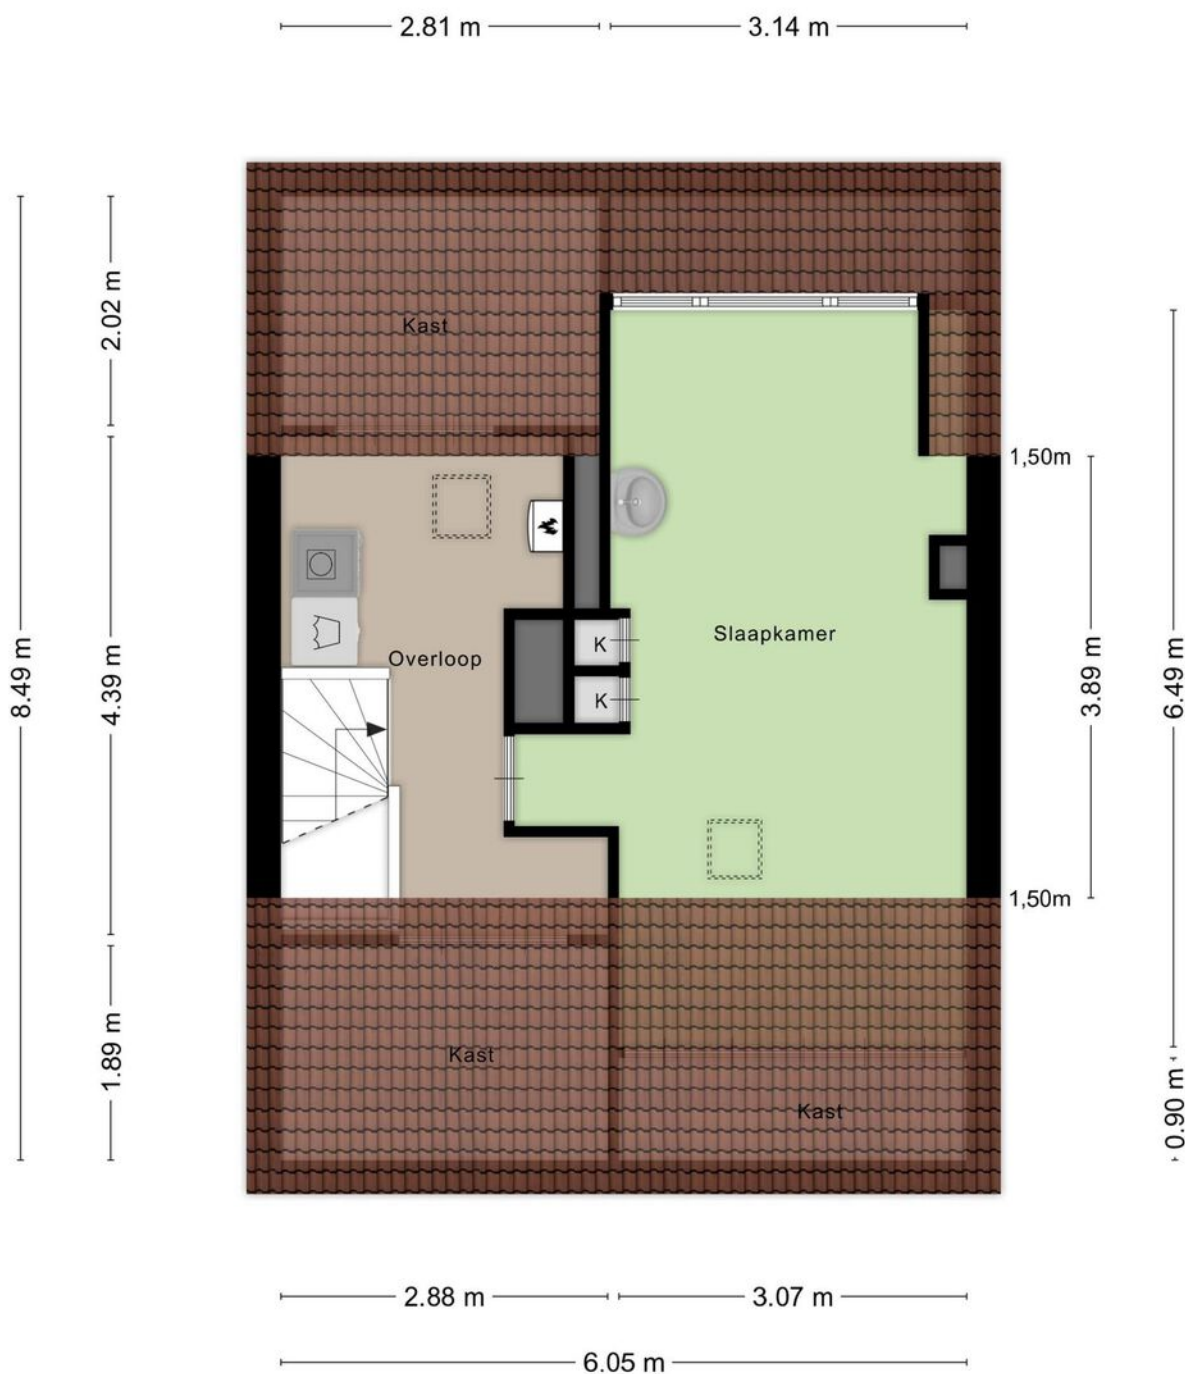 2.81 m
3.14 m
2.02 m
Kast
1,50m
8.49 m
4.39 m
Overloop
K
K
Slaapkamer
3.89 m
6.49 m
1,50m
1.89 m
Kast
Kast
0.90 m
2.88 m
3.07 m
6.05 m